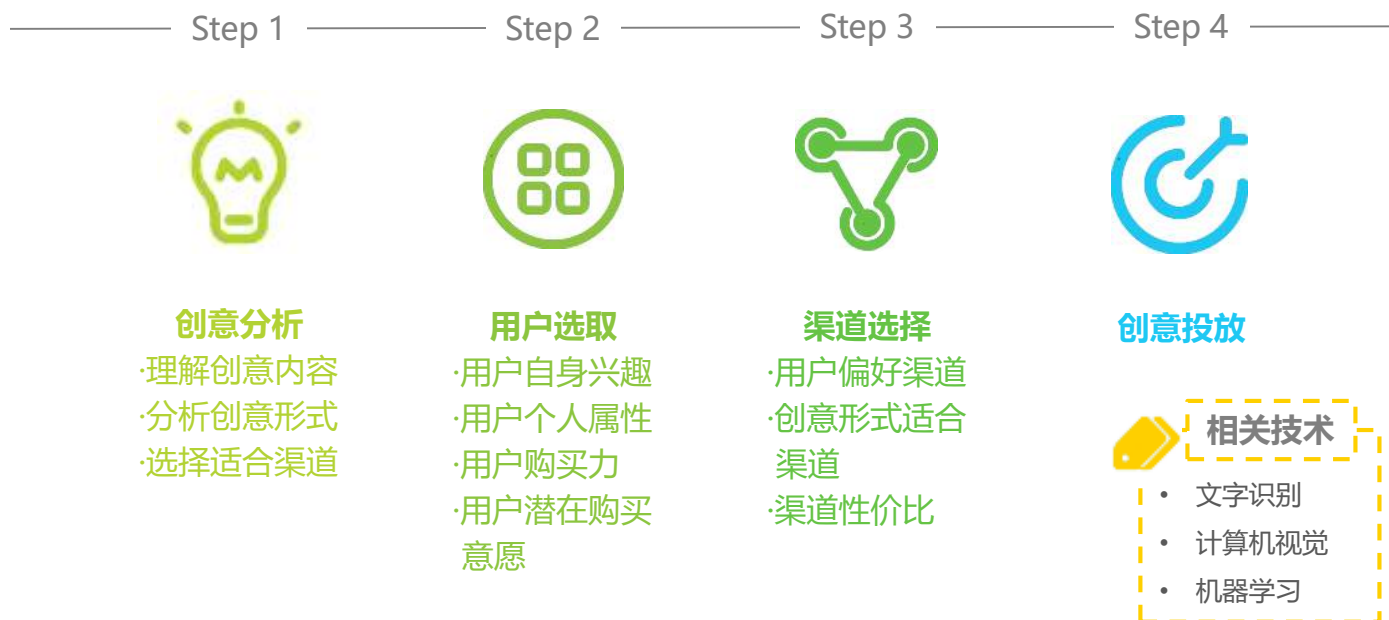 Step 1
Step 2
Step 3
Step 4
创意分析
·理解创意内容
·分析创意形式
·选择适合渠道
用户选取
·用户自身兴趣
·用户个人属性
·用户购买力
·用户潜在购买
意愿
渠道选择
·用户偏好渠道
·创意形式适合
渠道
·渠道性价比
创意投放
相关技术
• 文字识别
• 计算机视觉
• 机器学习